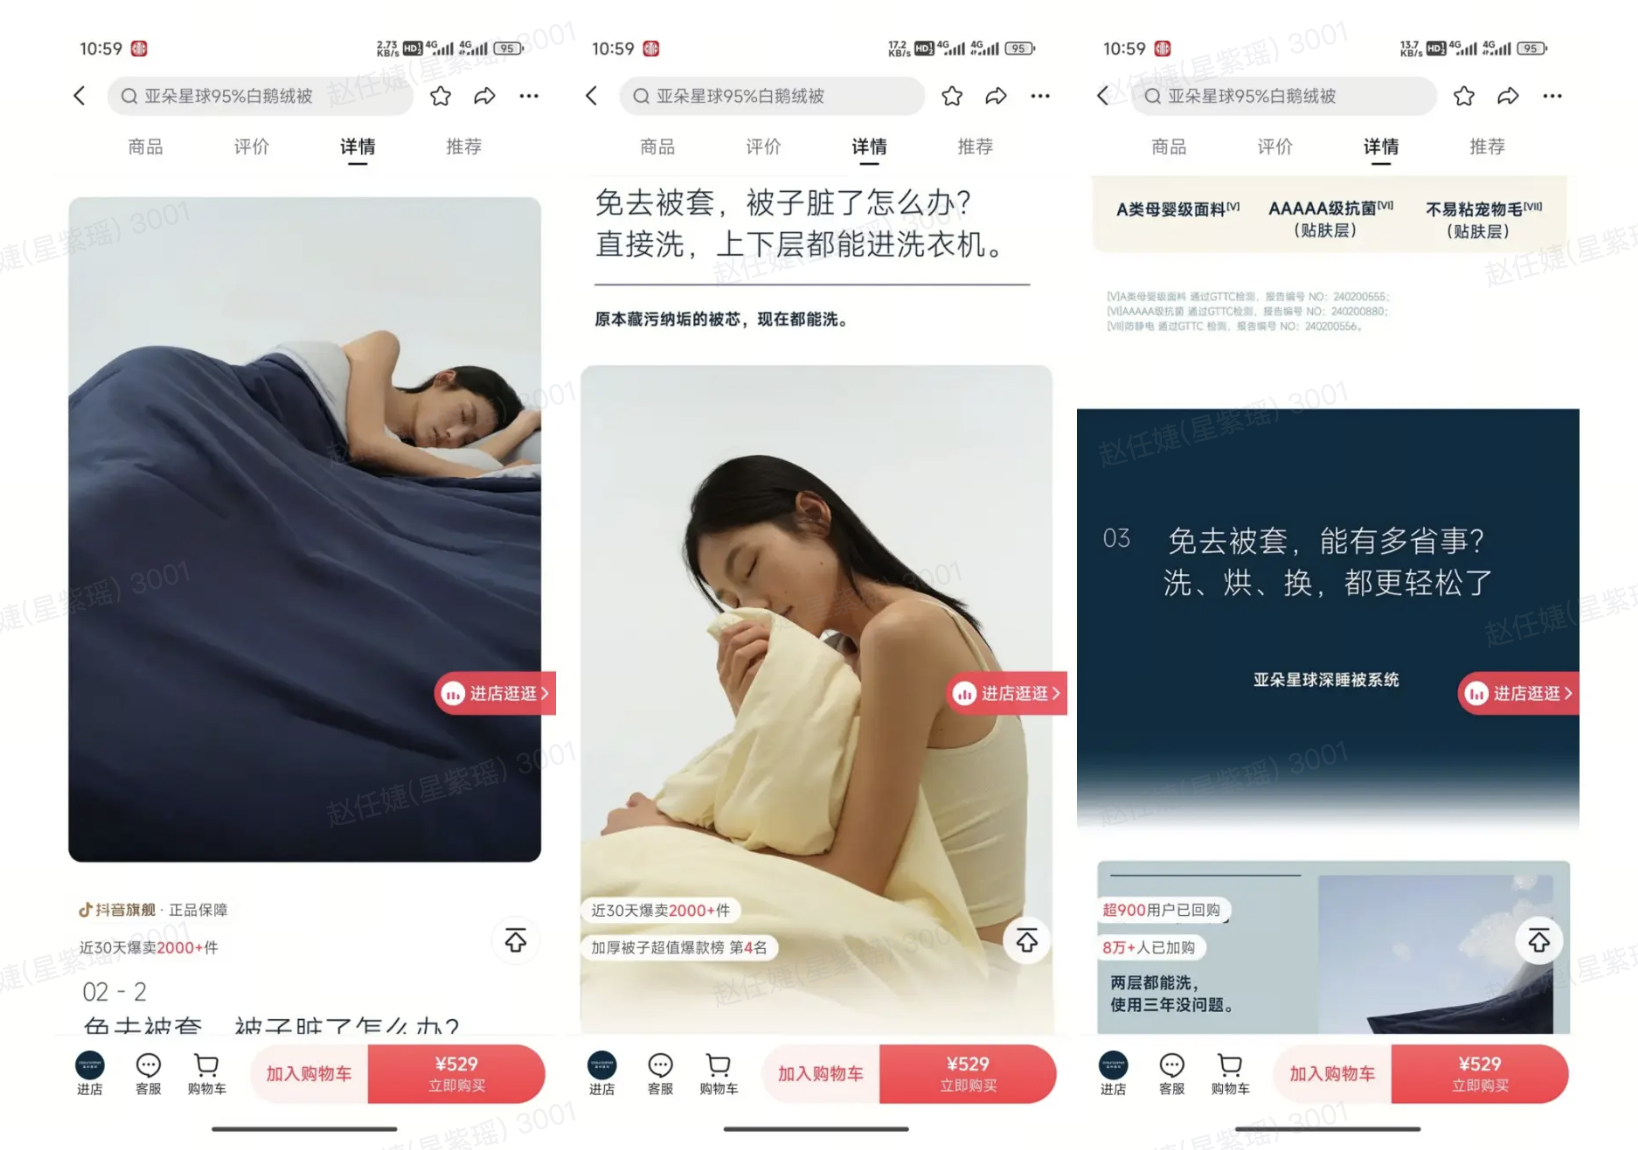 10:59
2.73 KB/s HD 4G 4G 95
亚朵星球95%白鹅绒被
商品 评价 详情 推荐
进店逛逛
抖音旗舰 · 正品保障
近30天爆卖2000+件
02 - 2
免去被套，被子脏了怎么办？
进店 客服 购物车 加入购物车 ¥529 立即购买
10:59
17.2 KB/s HD 4G 4G 95
亚朵星球95%白鹅绒被
商品 评价 详情 推荐
免去被套，被子脏了怎么办？
直接洗，上下层都能进洗衣机。
原本藏污纳垢的被芯，现在都能洗。
进店逛逛
近30天爆卖2000+件
加厚被子超值爆款榜 第4名
进店 客服 购物车 加入购物车 ¥529 立即购买
10:59
13.7 KB/s HD 4G 4G 95
亚朵星球95%白鹅绒被
商品 评价 详情 推荐
A类母婴级面料[V] AAAAA级抗菌[VI] 不易粘宠物毛[VII]
（贴肤层） （贴肤层）
[V]A类母婴级面料 通过GTTC检测，报告编号 NO：240200555；
[VI]AAAAA级抗菌 通过GTTC检测，报告编号 NO：240200880；
[VII]防静电 通过GTTC 检测，报告编号 NO：240200556。
03 免去被套，能有多省事？
洗、烘、换，都更轻松了
亚朵星球深睡被系统
进店逛逛
超900用户已回购
8万+人已加购
两层都能洗，
使用三年没问题。
进店 客服 购物车 加入购物车 ¥529 立即购买
赵任婕(星紫瑶) 3001